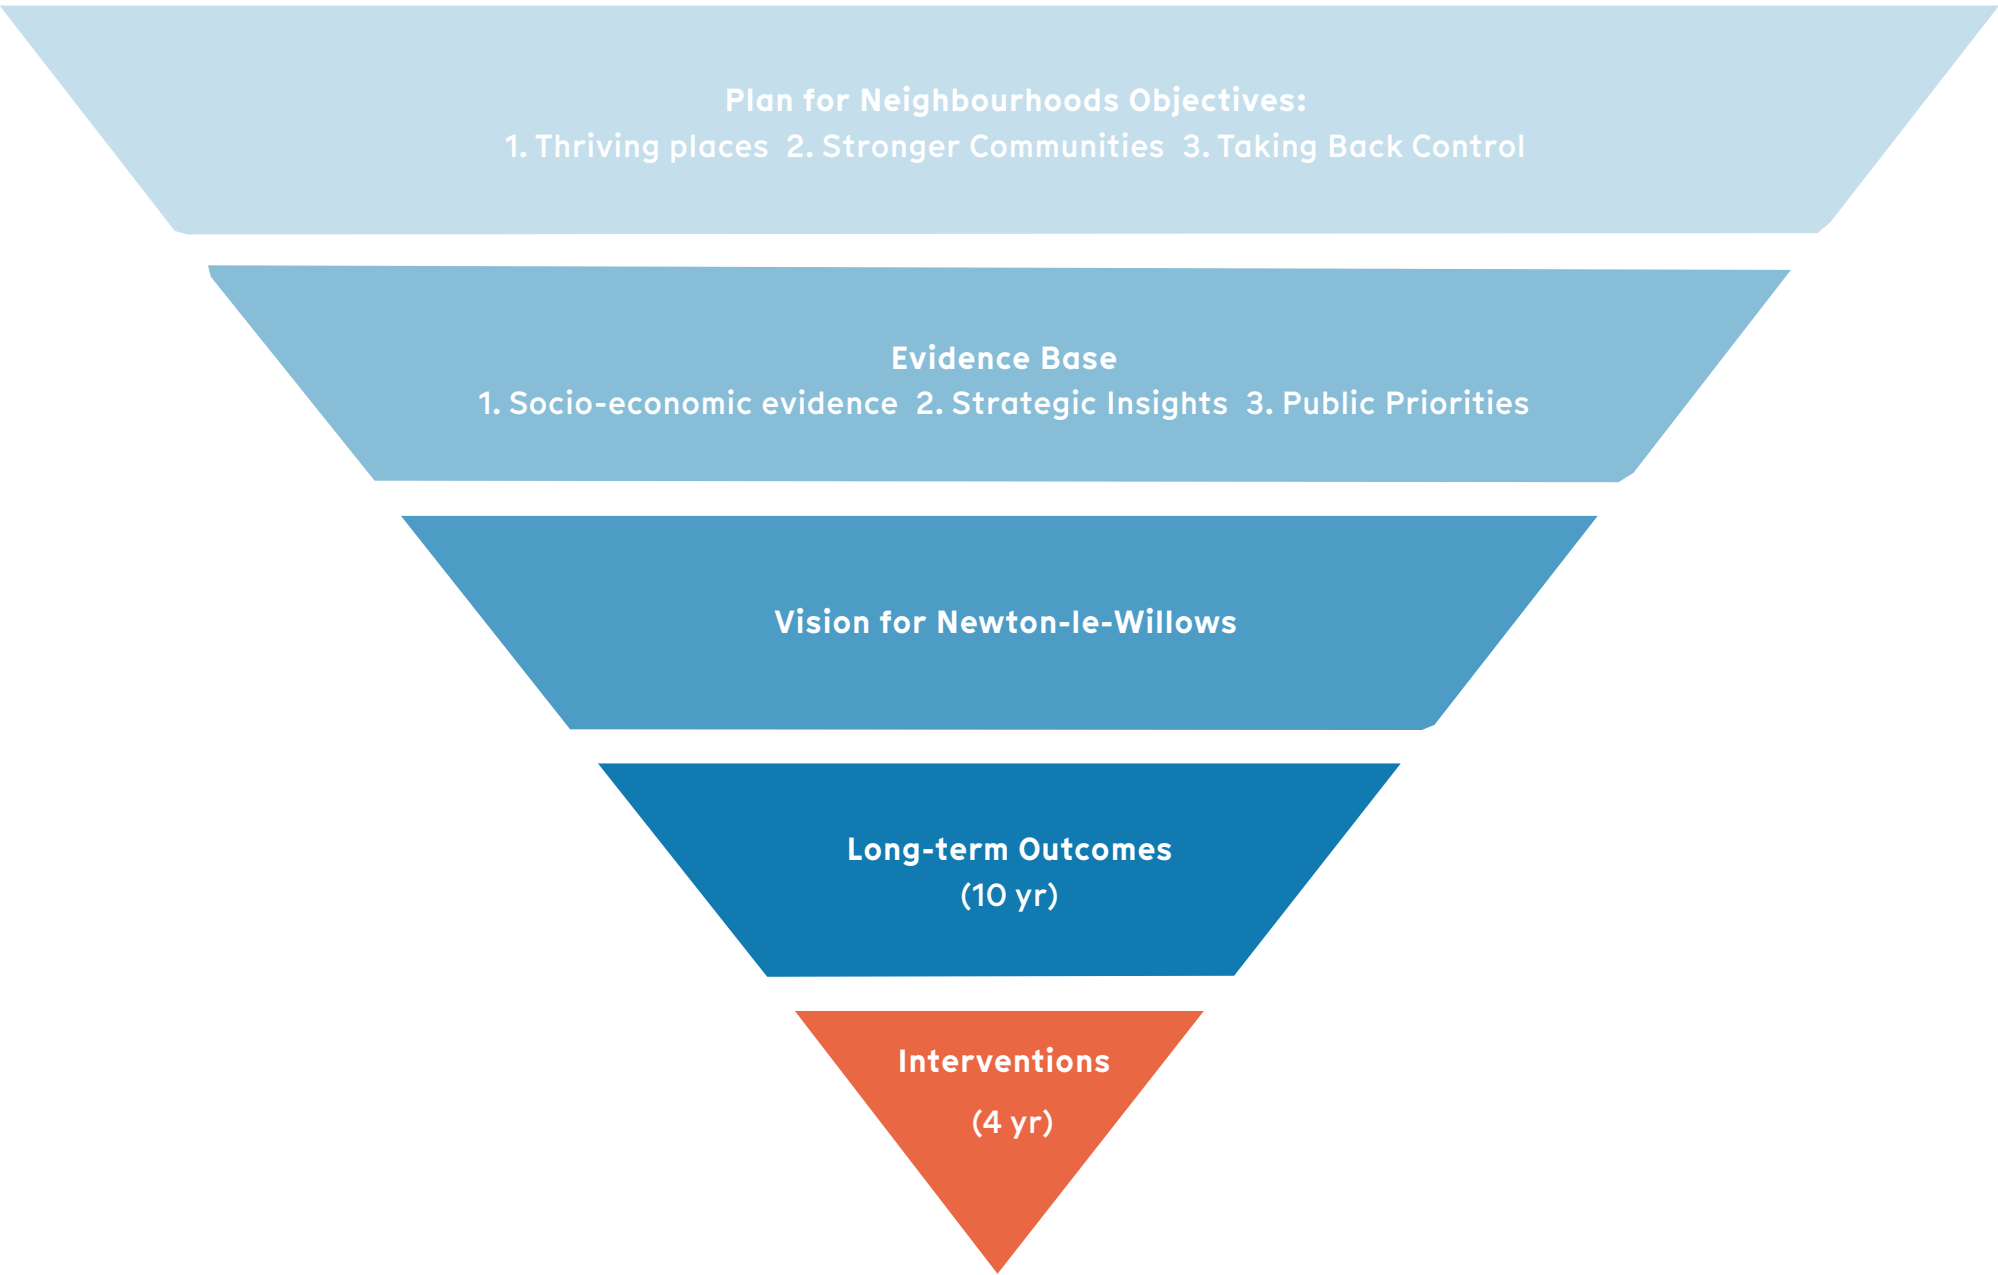 Plan for Neighbourhoods Objectives:
1. Thriving places 2. Stronger Communities 3. Taking Back Control
Evidence Base
1. Socio-economic evidence 2. Strategic Insights 3. Public Priorities
Vision for Newton-le-Willows
Long-term Outcomes
(10 yr)
Interventions
(4 yr)